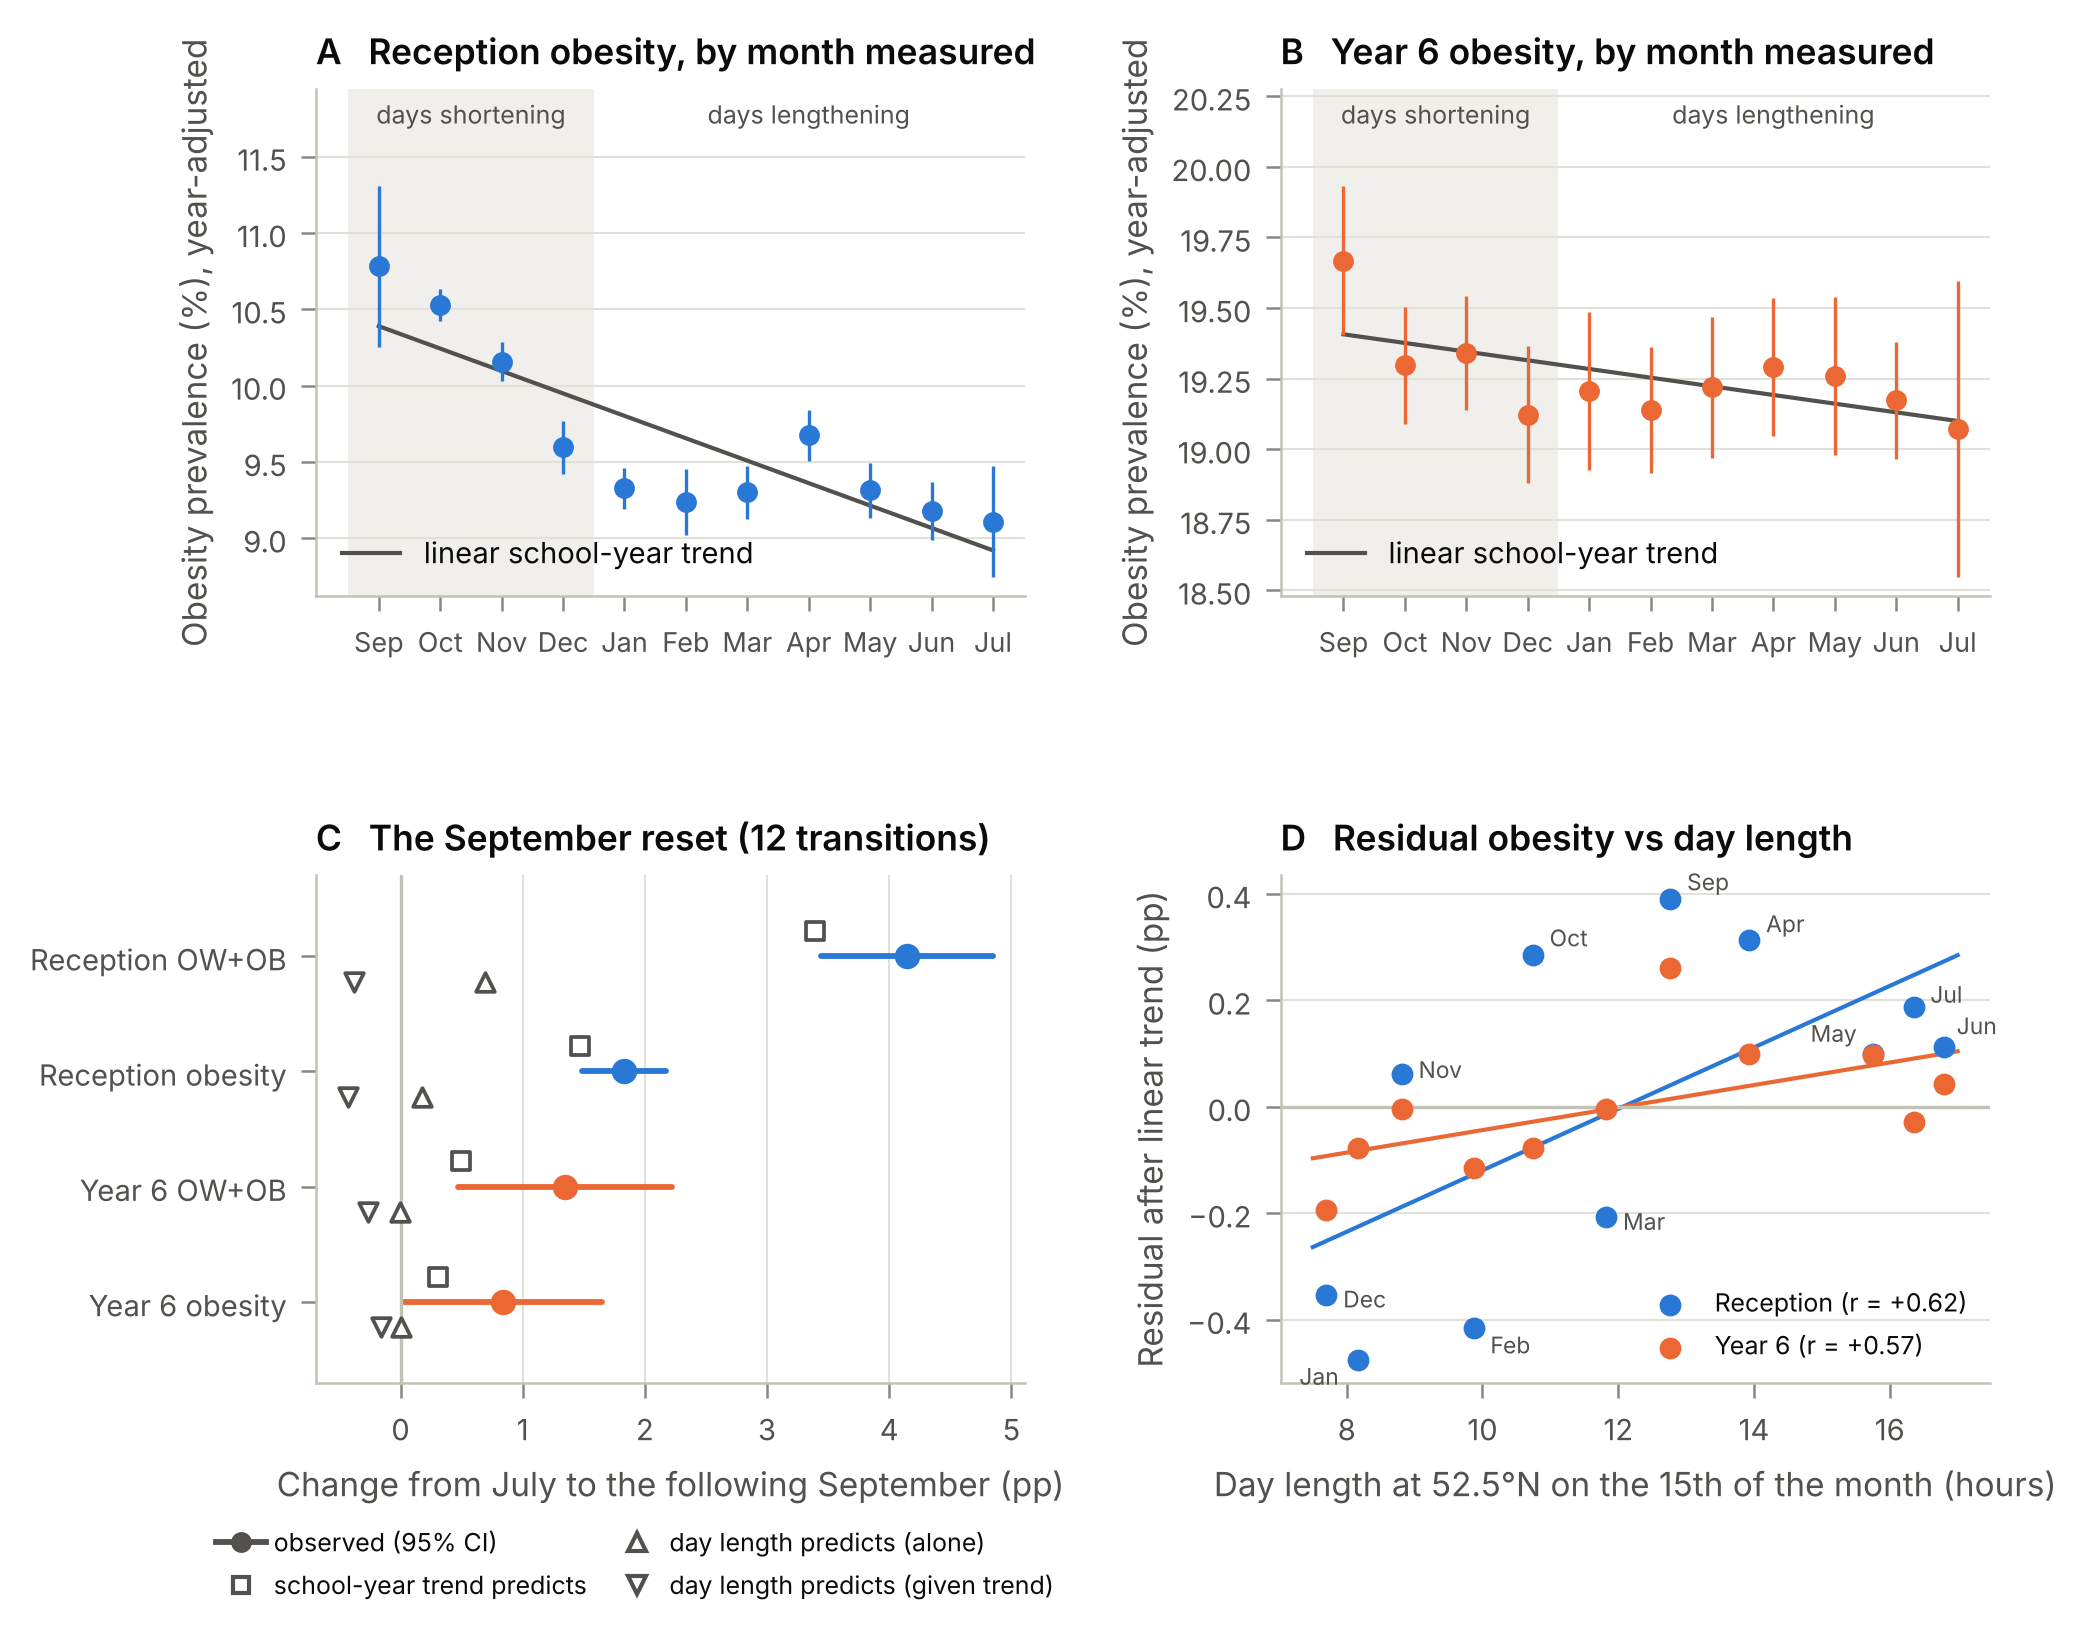 A Reception obesity, by month measured
Obesity prevalence (%), year-adjusted
days shortening
days lengthening
11.5
11.0
10.5
10.0
9.5
9.0
linear school-year trend
Sep Oct Nov Dec Jan Feb Mar Apr May Jun Jul
B Year 6 obesity, by month measured
Obesity prevalence (%), year-adjusted
days shortening
days lengthening
20.25
20.00
19.75
19.50
19.25
19.00
18.75
18.50
linear school-year trend
Sep Oct Nov Dec Jan Feb Mar Apr May Jun Jul
C The September reset (12 transitions)
Reception OW+OB
Reception obesity
Year 6 OW+OB
Year 6 obesity
0 1 2 3 4 5
Change from July to the following September (pp)
observed (95% CI)
school-year trend predicts
day length predicts (alone)
day length predicts (given trend)
D Residual obesity vs day length
Residual after linear trend (pp)
0.4
0.2
0.0
−0.2
−0.4
Sep
Apr
Oct
Jul
Jun
May
Nov
Mar
Dec
Feb
Jan
Reception (r = +0.62)
Year 6 (r = +0.57)
8 10 12 14 16
Day length at 52.5°N on the 15th of the month (hours)